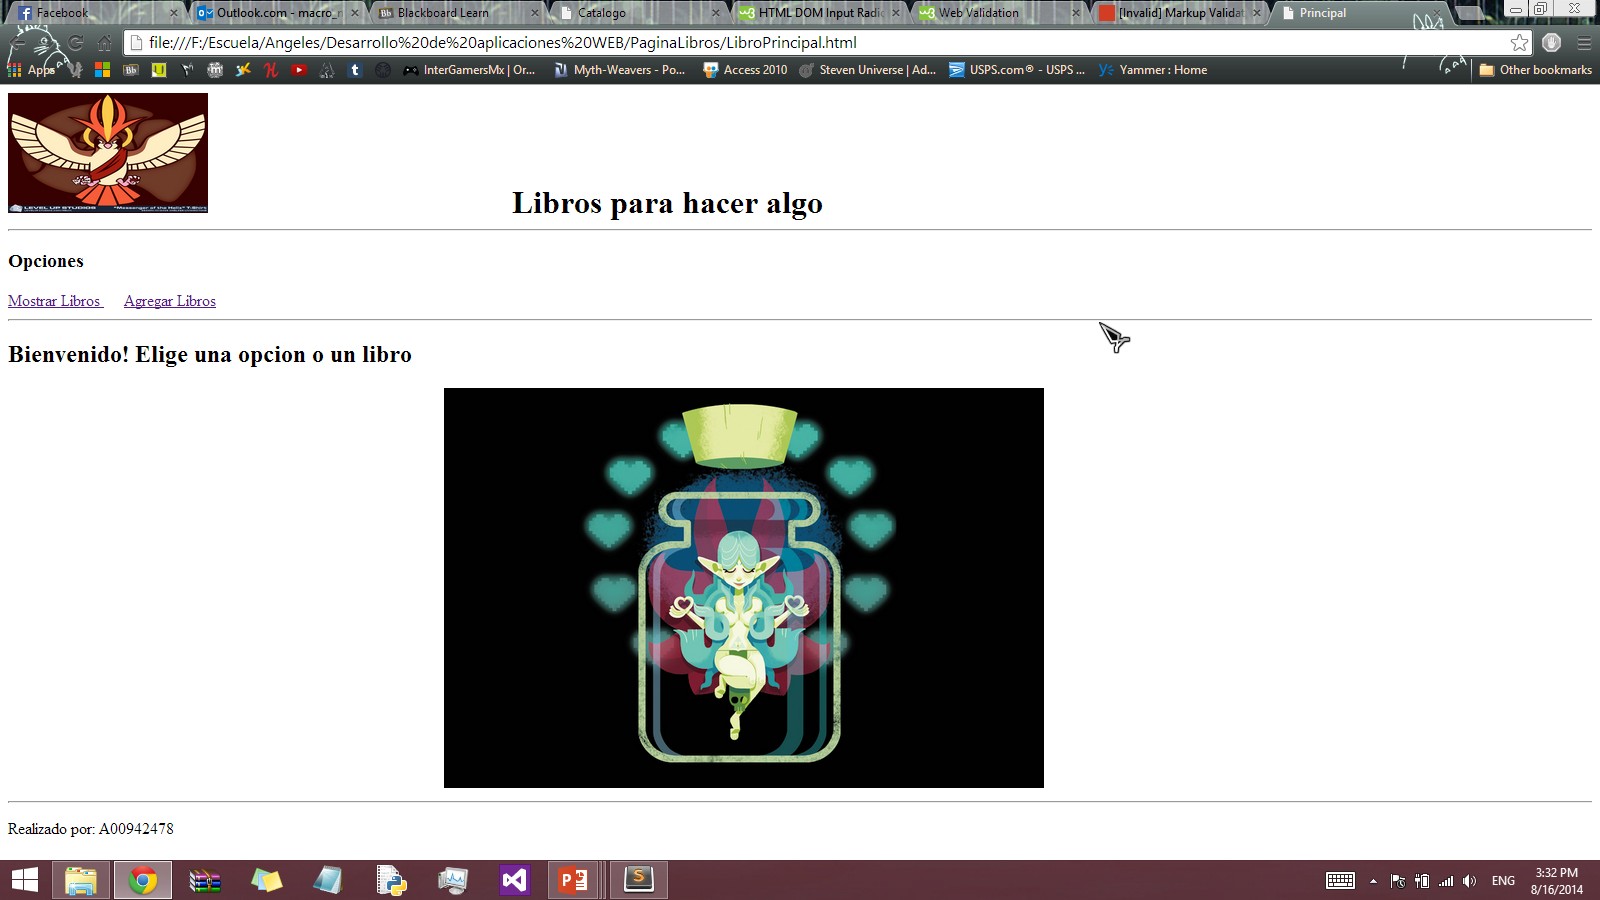 Facebook
Outlook.com - macro_r
Blackboard Learn
Catalogo
HTML DOM Input Radi
Web Validation
[Invalid] Markup Validat
Principal
file:///F:/Escuela/Angeles/Desarrollo%20de%20aplicaciones%20WEB/PaginaLibros/LibroPrincipal.html
Apps
InterGamersMx | Or...
Myth-Weavers - Po...
Access 2010
Steven Universe | Ad...
USPS.com® - USPS ...
Yammer : Home
Other bookmarks
LEVEL UP STUDIOS "Messenger of the Helix" T-Shirt
Libros para hacer algo
Opciones
Mostrar Libros Agregar Libros
Bienvenido! Elige una opcion o un libro
Realizado por: A00942478
ENG
3:32 PM
8/16/2014